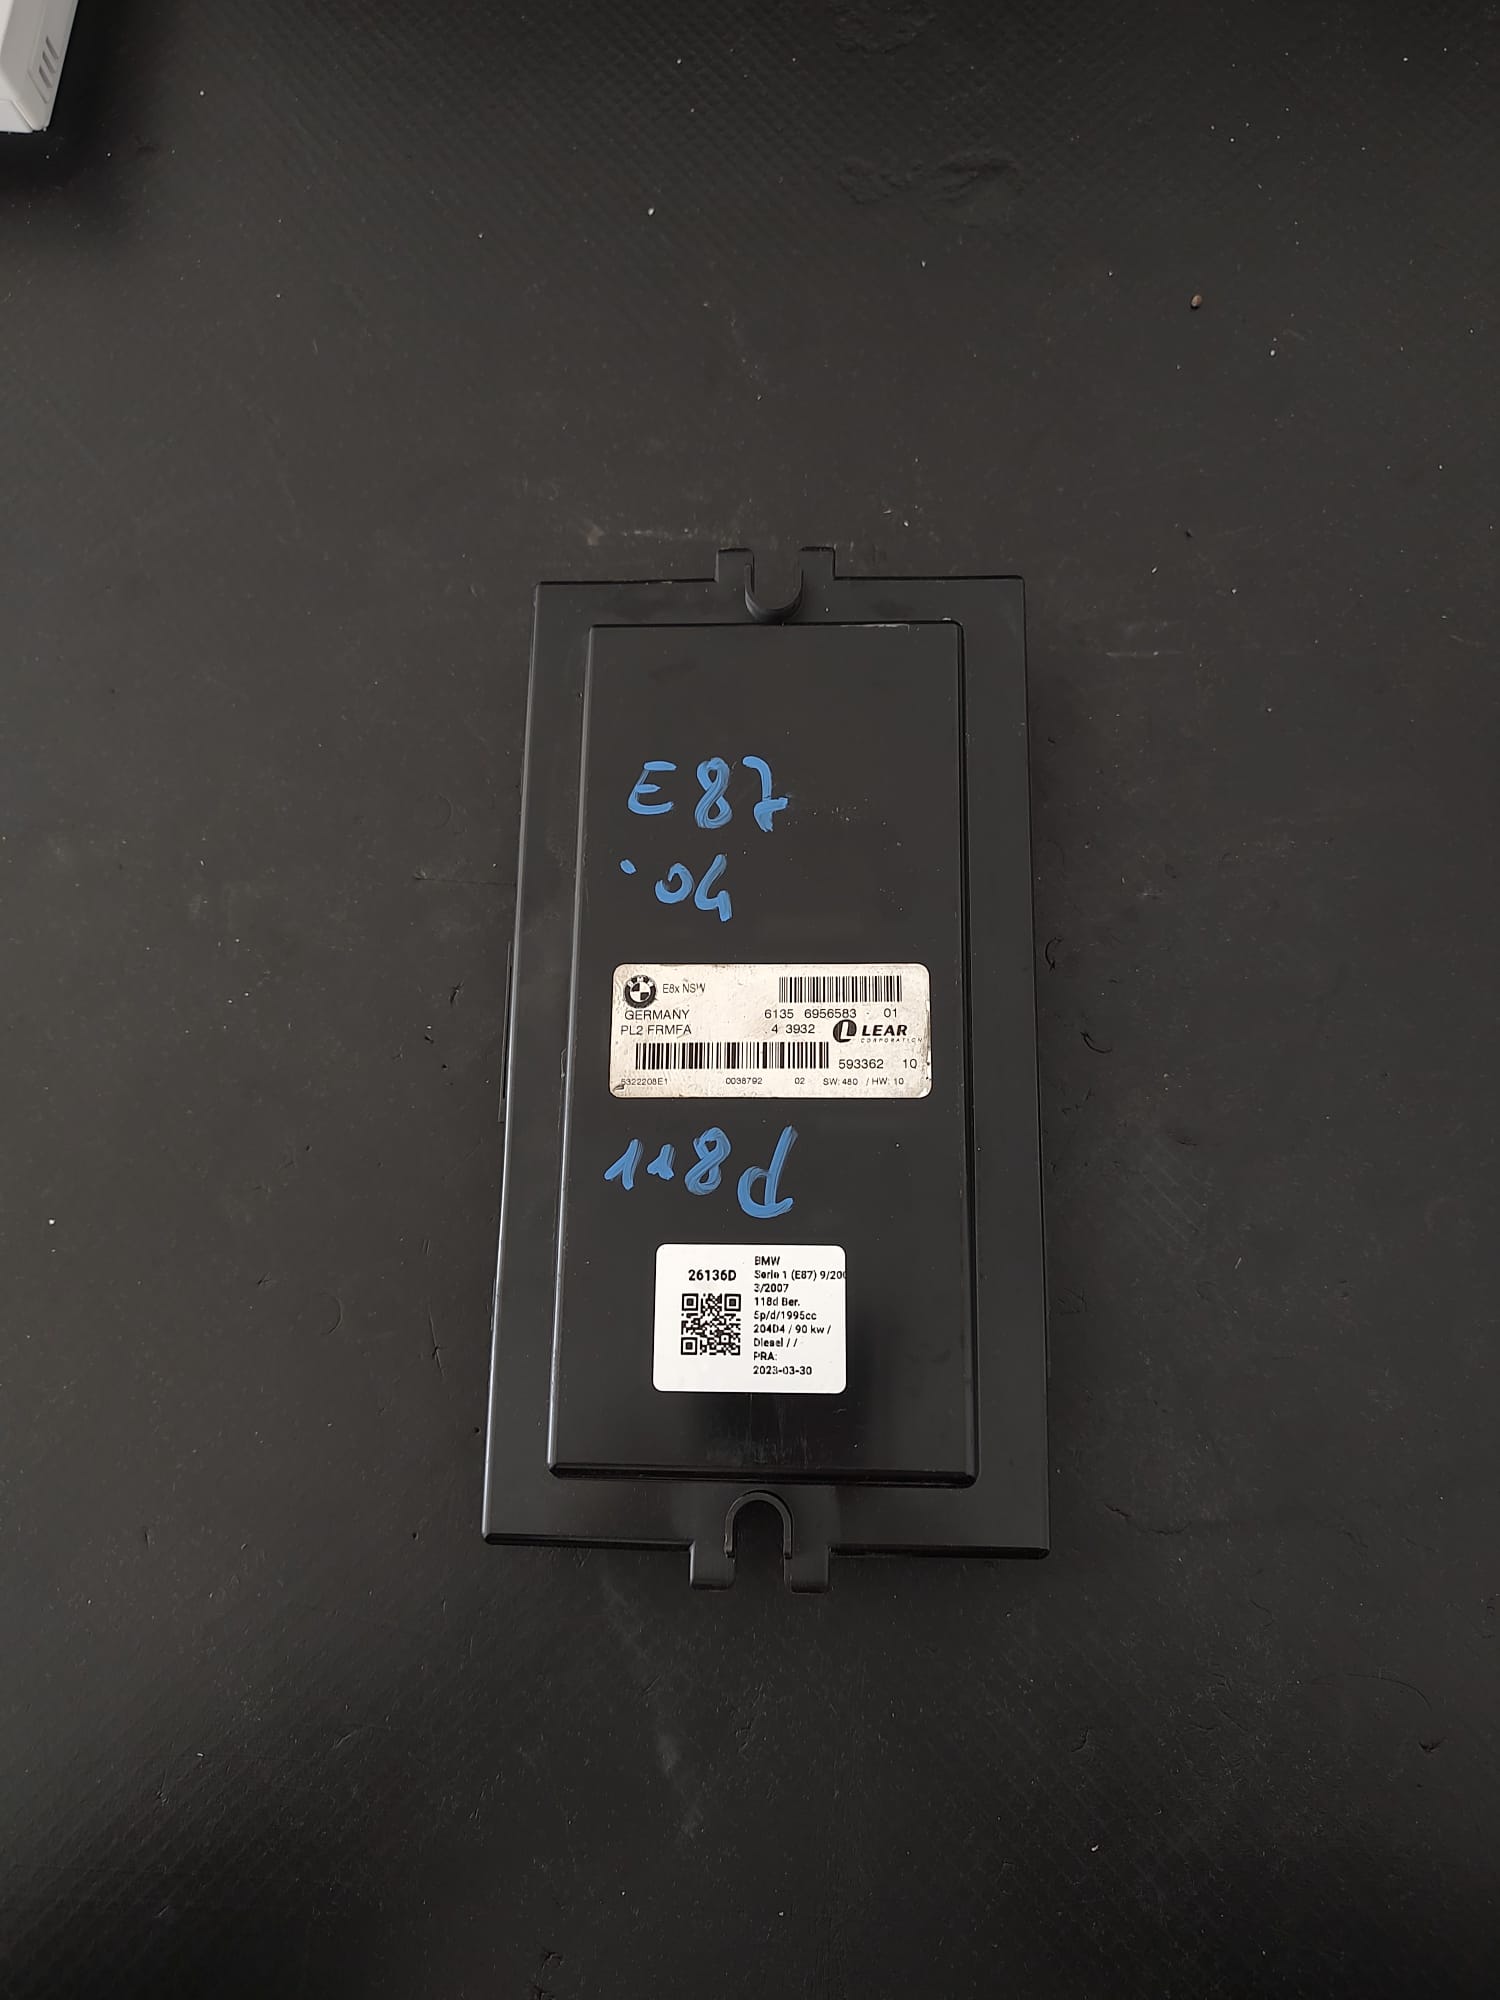 E87
.04
E8x NSW
GERMANY 6135 6956583 01
PL2 FRMFA 4 3932 LEAR
CORPORATION
593362 10
5322208E1 0038792 02 SW: 480 / HW: 10
118d
26136D
BMW
Serie 1 (E87) 9/200
3/2007
118d Ber.
5p/d/1995cc
204D4 / 90 kw /
Diesel / /
PRA:
2023-03-30